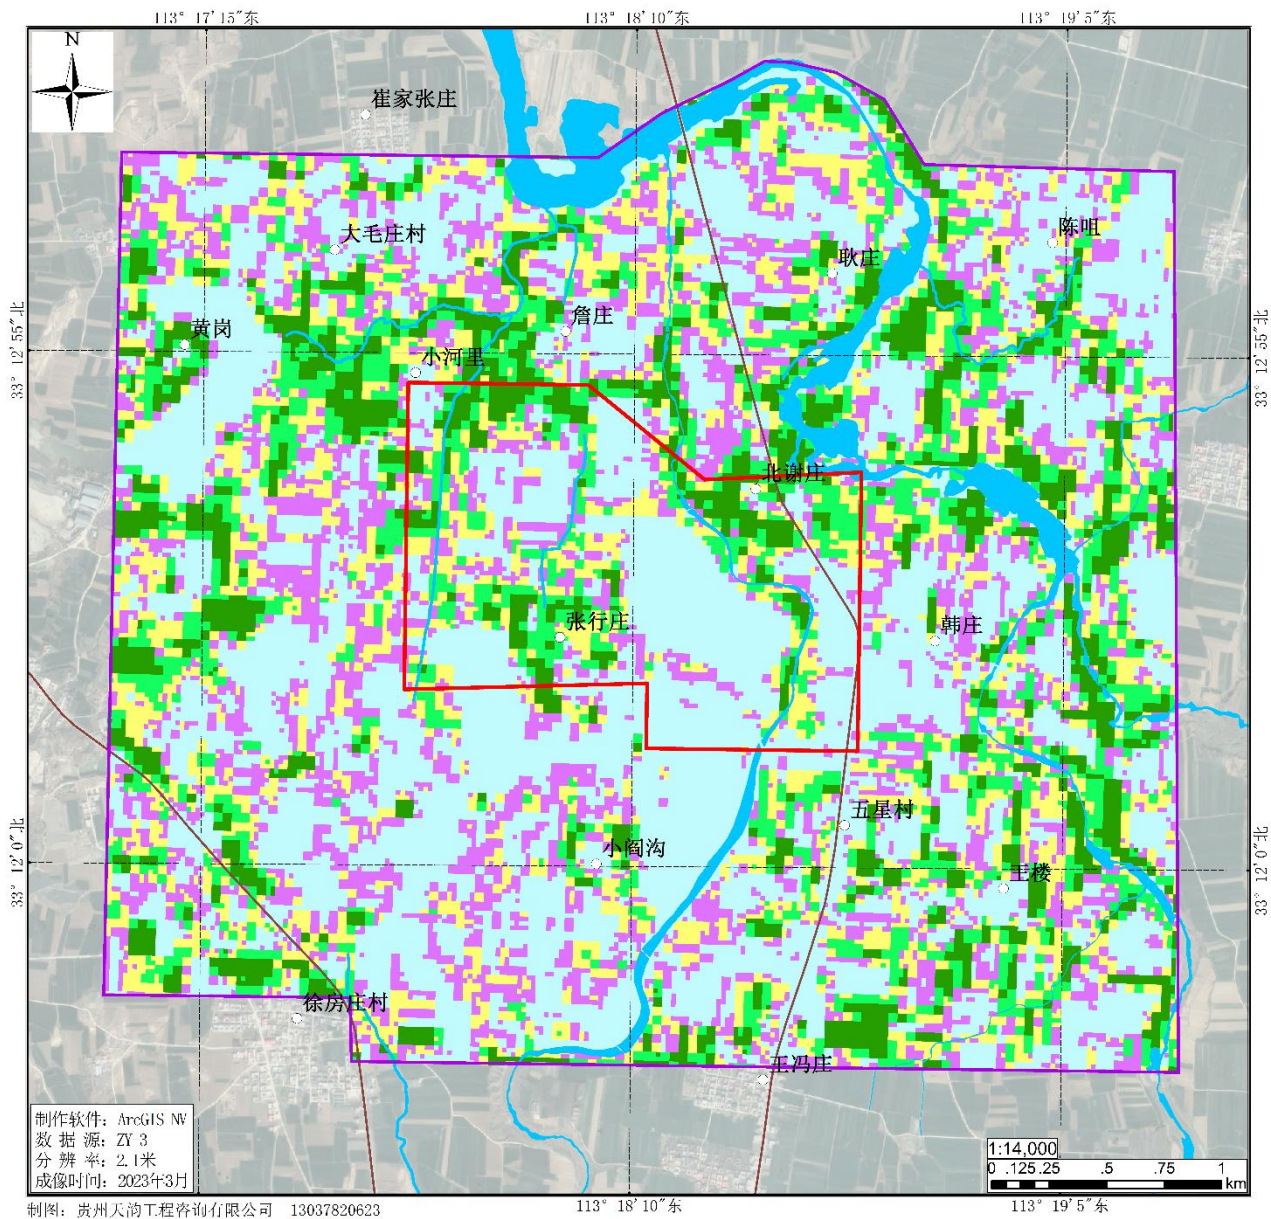 113° 17′15″东
113° 18′10″东
113° 19′5″东
N
崔家张庄
大毛庄村
陈咀
耿庄
黄岗
詹庄
小河里
33° 12′55″北
33° 12′55″北
北谢庄
张行庄
韩庄
五星村
小阎沟
王楼
33° 12′0″北
33° 12′0″北
徐房庄村
王冯庄
制作软件：ArcGIS NV
数 据 源：ZY-3
分 辨 率：2.1米
成像时间：2023年3月
1:14,000
0 .125.25 .5 .75 1
km
制图：贵州天韵工程咨询有限公司 13037820623
113° 18′10″东
113° 19′5″东